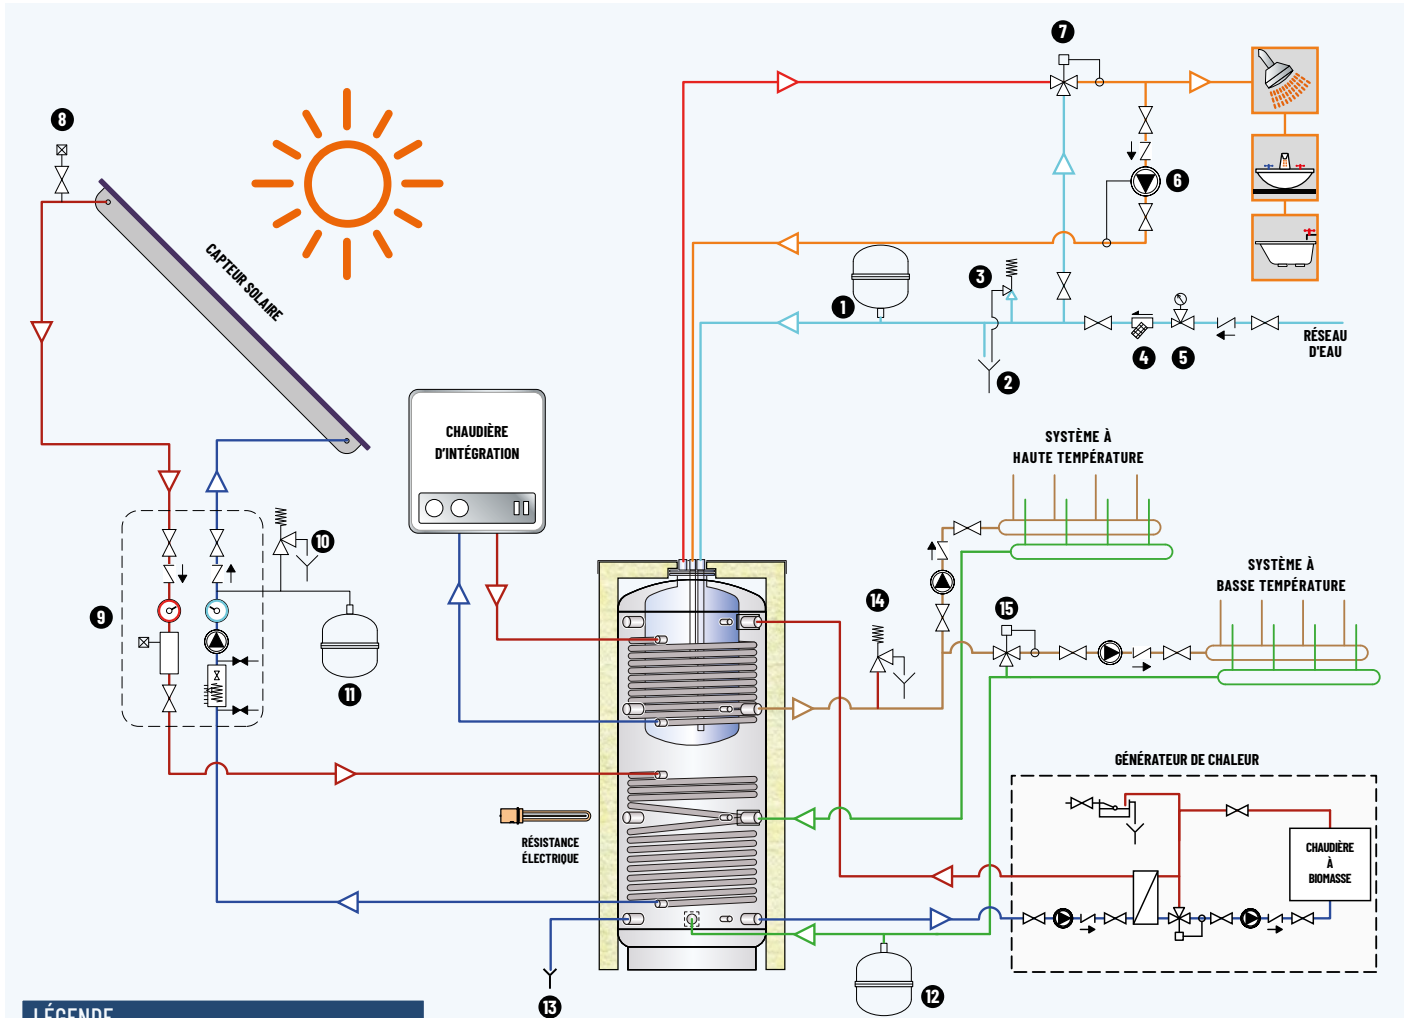 7
8
CAPTEUR SOLAIRE
6
3
1
RÉSEAU
D'EAU
4
5
2
CHAUDIÈRE
D'INTÉGRATION
SYSTÈME À
HAUTE TEMPÉRATURE
10
SYSTÈME À
BASSE TEMPÉRATURE
9
14
15
11
GÉNÉRATEUR DE CHALEUR
RÉSISTANCE
ÉLECTRIQUE
CHAUDIÈRE
À
BIOMASSE
12
13
LÉGENDE